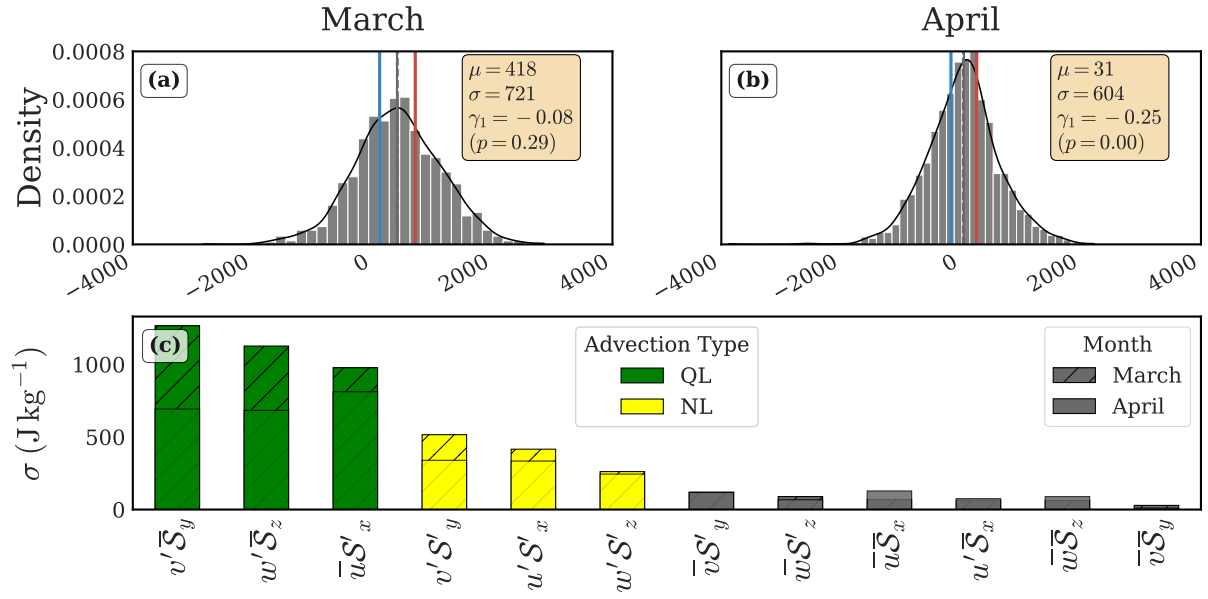 March
April
Density
0.0008
0.0006
0.0004
0.0002
0.0000
(a)
μ = 418
σ = 721
γ₁ = −0.08
(p = 0.29)
−4000
−2000
0
2000
4000
(b)
μ = 31
σ = 604
γ₁ = −0.25
(p = 0.00)
−4000
−2000
0
2000
4000
σ (J kg⁻¹)
1000
500
0
(c)
Advection Type
QL
NL
Month
March
April
v′S̅_y
w′S̅_z
u̅S′_x
v′S′_y
u′S′_x
w′S′_z
v̅S′_y
w̅S′_z
u̅S̅_x
u′S̅_x
w̅S̅_z
v̅S̅_y